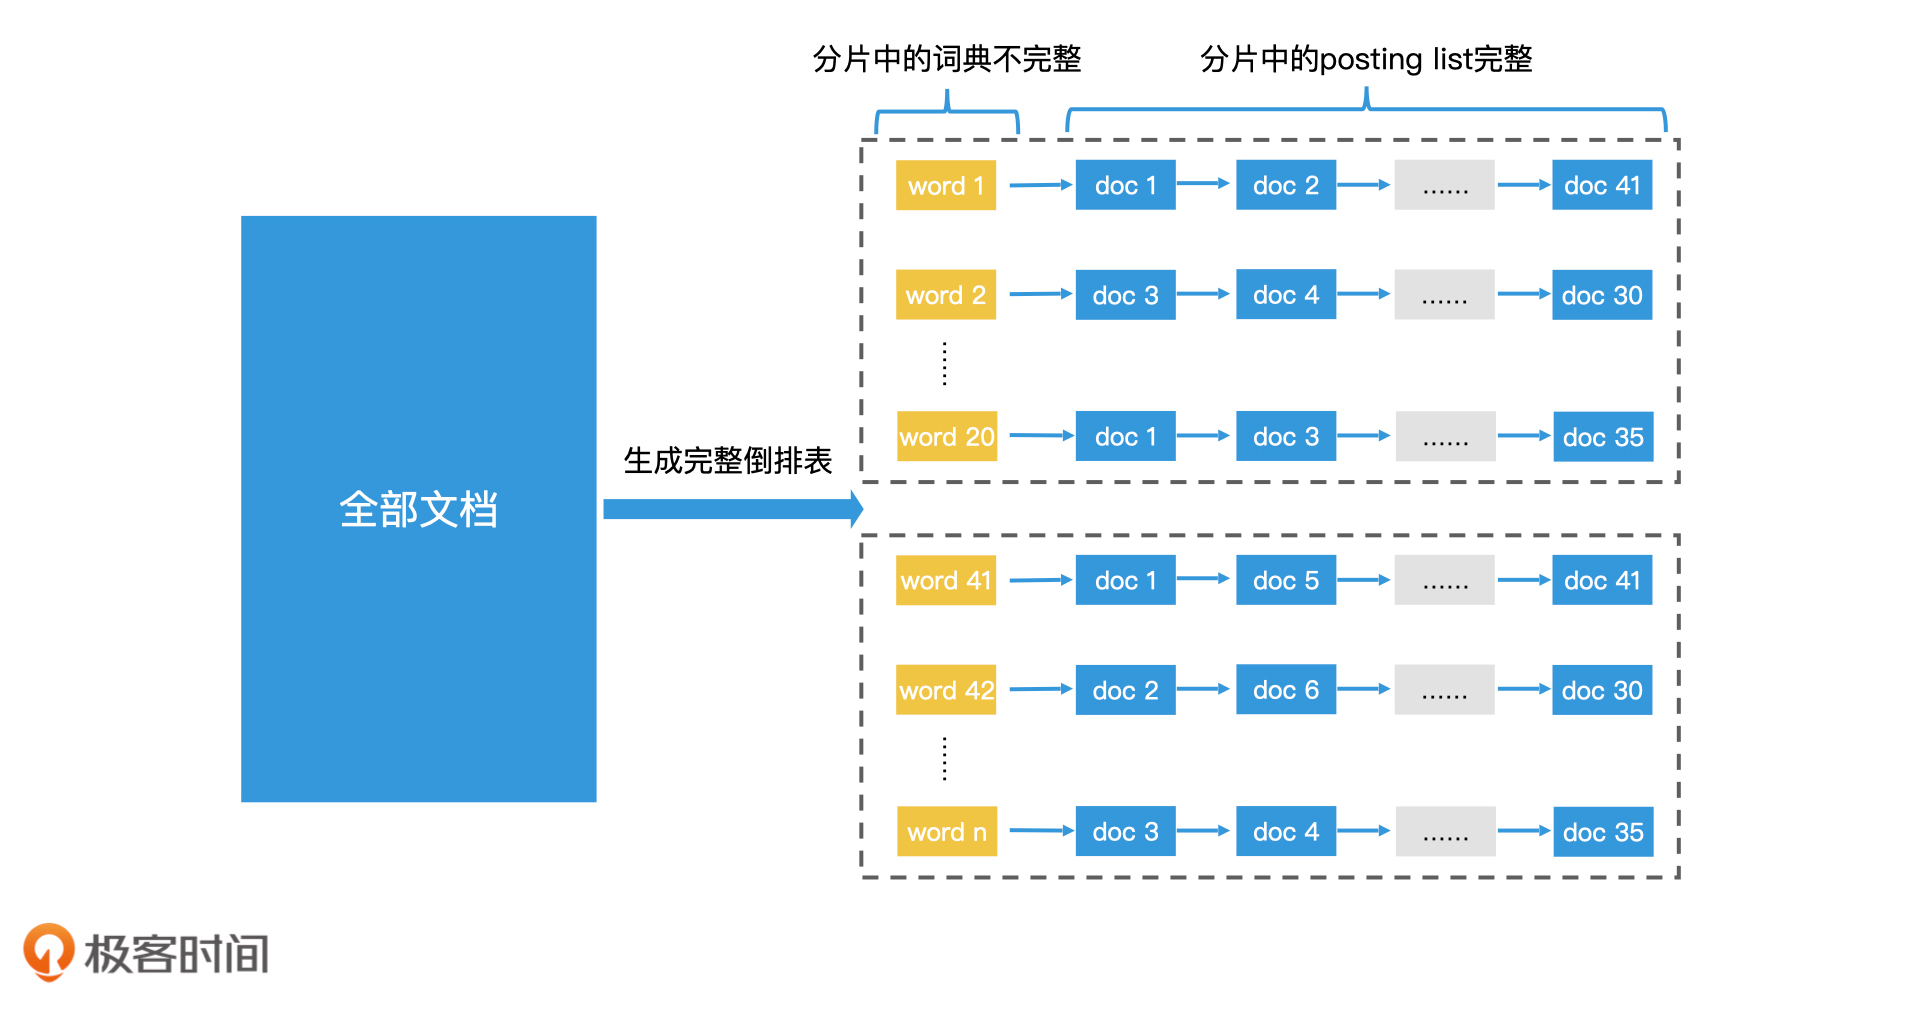 分片中的词典不完整
分片中的posting list完整
word 1 doc 1 doc 2 ...... doc 41
word 2 doc 3 doc 4 ...... doc 30
......
word 20 doc 1 doc 3 ...... doc 35
生成完整倒排表
全部文档
word 41 doc 1 doc 5 ...... doc 41
word 42 doc 2 doc 6 ...... doc 30
......
word n doc 3 doc 4 ...... doc 35
极客时间